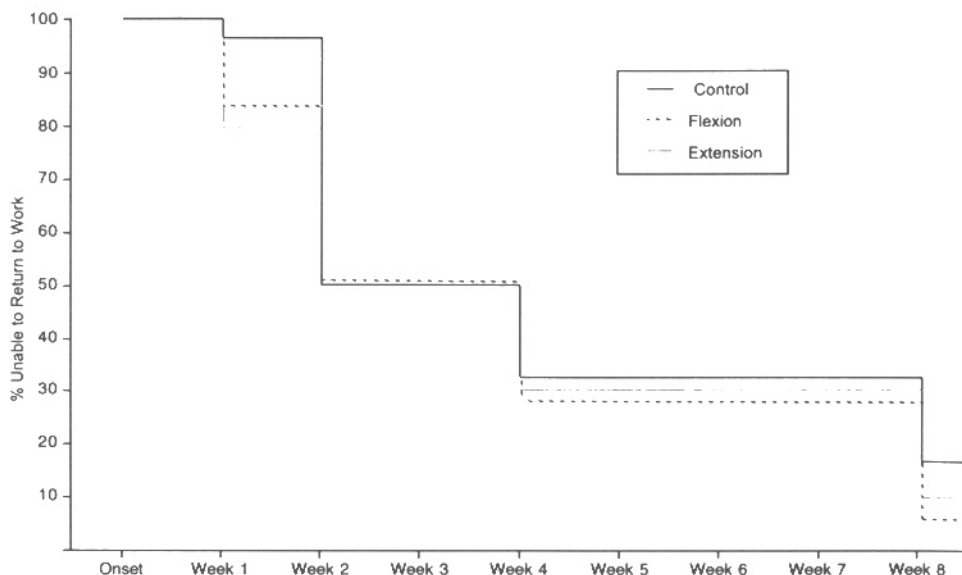 100
90
80
70
60
50
40
30
20
10
% Unable to Return to Work
Control
Flexion
Extension
Onset Week 1 Week 2 Week 3 Week 4 Week 5 Week 6 Week 7 Week 8